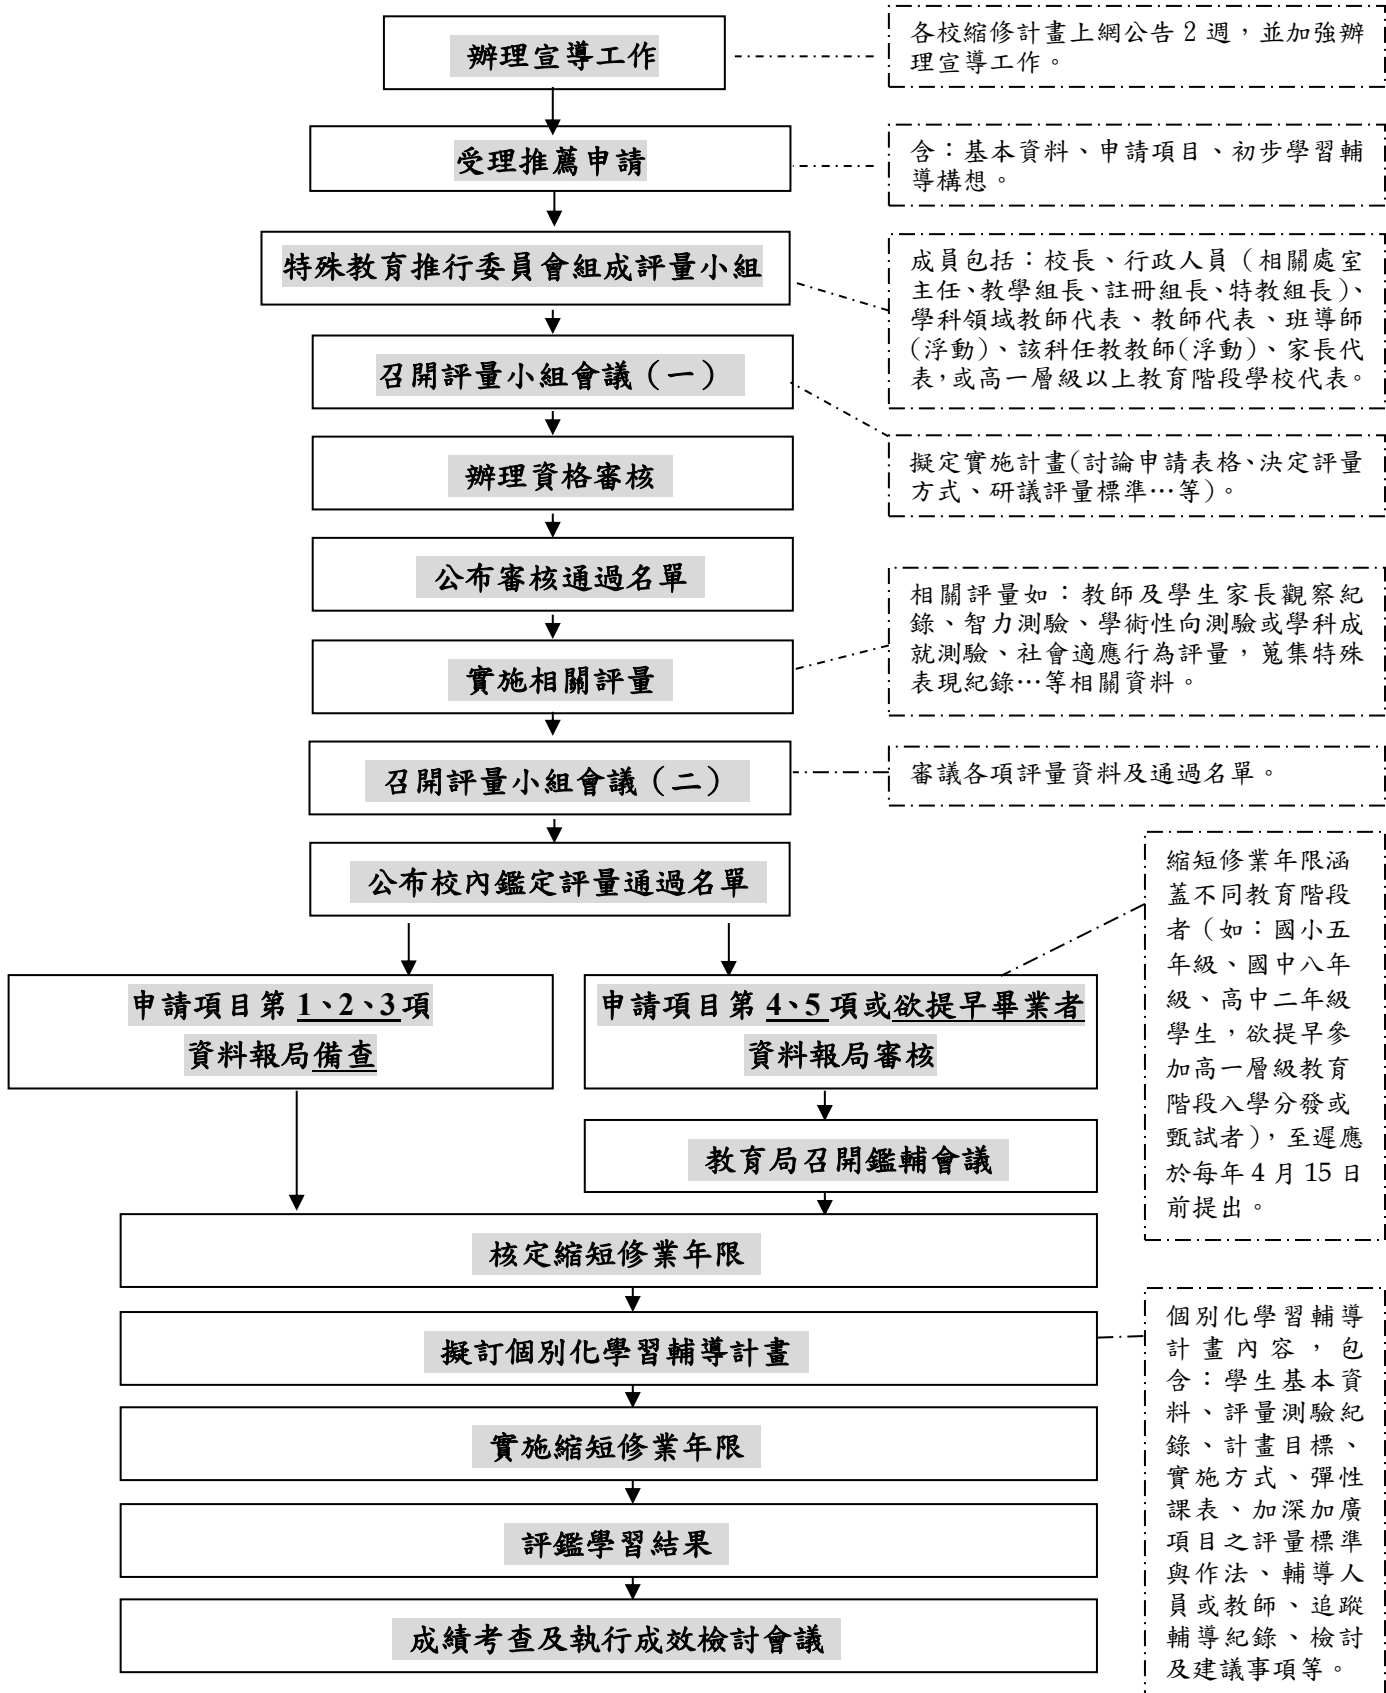 辦理宣導工作
各校縮修計畫上網公告 2 週，並加強辦
理宣導工作。
受理推薦申請
含：基本資料、申請項目、初步學習輔
導構想。
特殊教育推行委員會組成評量小組
成員包括：校長、行政人員（相關處室
主任、教學組長、註冊組長、特教組長）、
學科領域教師代表、教師代表、班導師
(浮動)、該科任教教師(浮動)、家長代
表，或高一層級以上教育階段學校代表。
召開評量小組會議（一）
擬定實施計畫(討論申請表格、決定評量
方式、研議評量標準…等)。
辦理資格審核
公布審核通過名單
實施相關評量
相關評量如：教師及學生家長觀察紀
錄、智力測驗、學術性向測驗或學科成
就測驗、社會適應行為評量，蒐集特殊
表現紀錄…等相關資料。
召開評量小組會議（二）
審議各項評量資料及通過名單。
公布校內鑑定評量通過名單
申請項目第 1、2、3 項
資料報局備查
申請項目第 4、5 項或欲提早畢業者
資料報局審核
縮短修業年限涵
蓋不同教育階段
者（如：國小五
年級、國中八年
級、高中二年級
學生，欲提早參
加高一層級教育
階段入學分發或
甄試者），至遲應
於每年 4 月 15 日
前提出。
教育局召開鑑輔會議
核定縮短修業年限
擬訂個別化學習輔導計畫
個別化學習輔導
計畫內容，包
含：學生基本資
料、評量測驗紀
錄、計畫目標、
實施方式、彈性
課表、加深加廣
項目之評量標準
與作法、輔導人
員或教師、追蹤
輔導紀錄、檢討
及建議事項等。
實施縮短修業年限
評鑑學習結果
成績考查及執行成效檢討會議